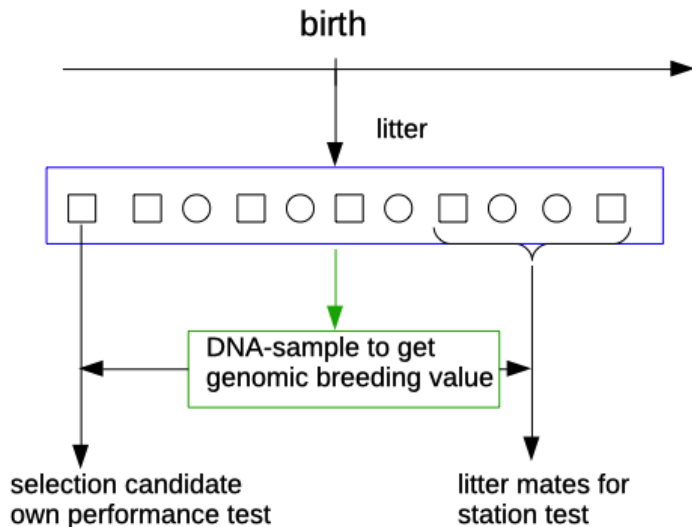 birth
litter
DNA-sample to get
genomic breeding value
selection candidate
own performance test
litter mates for
station test